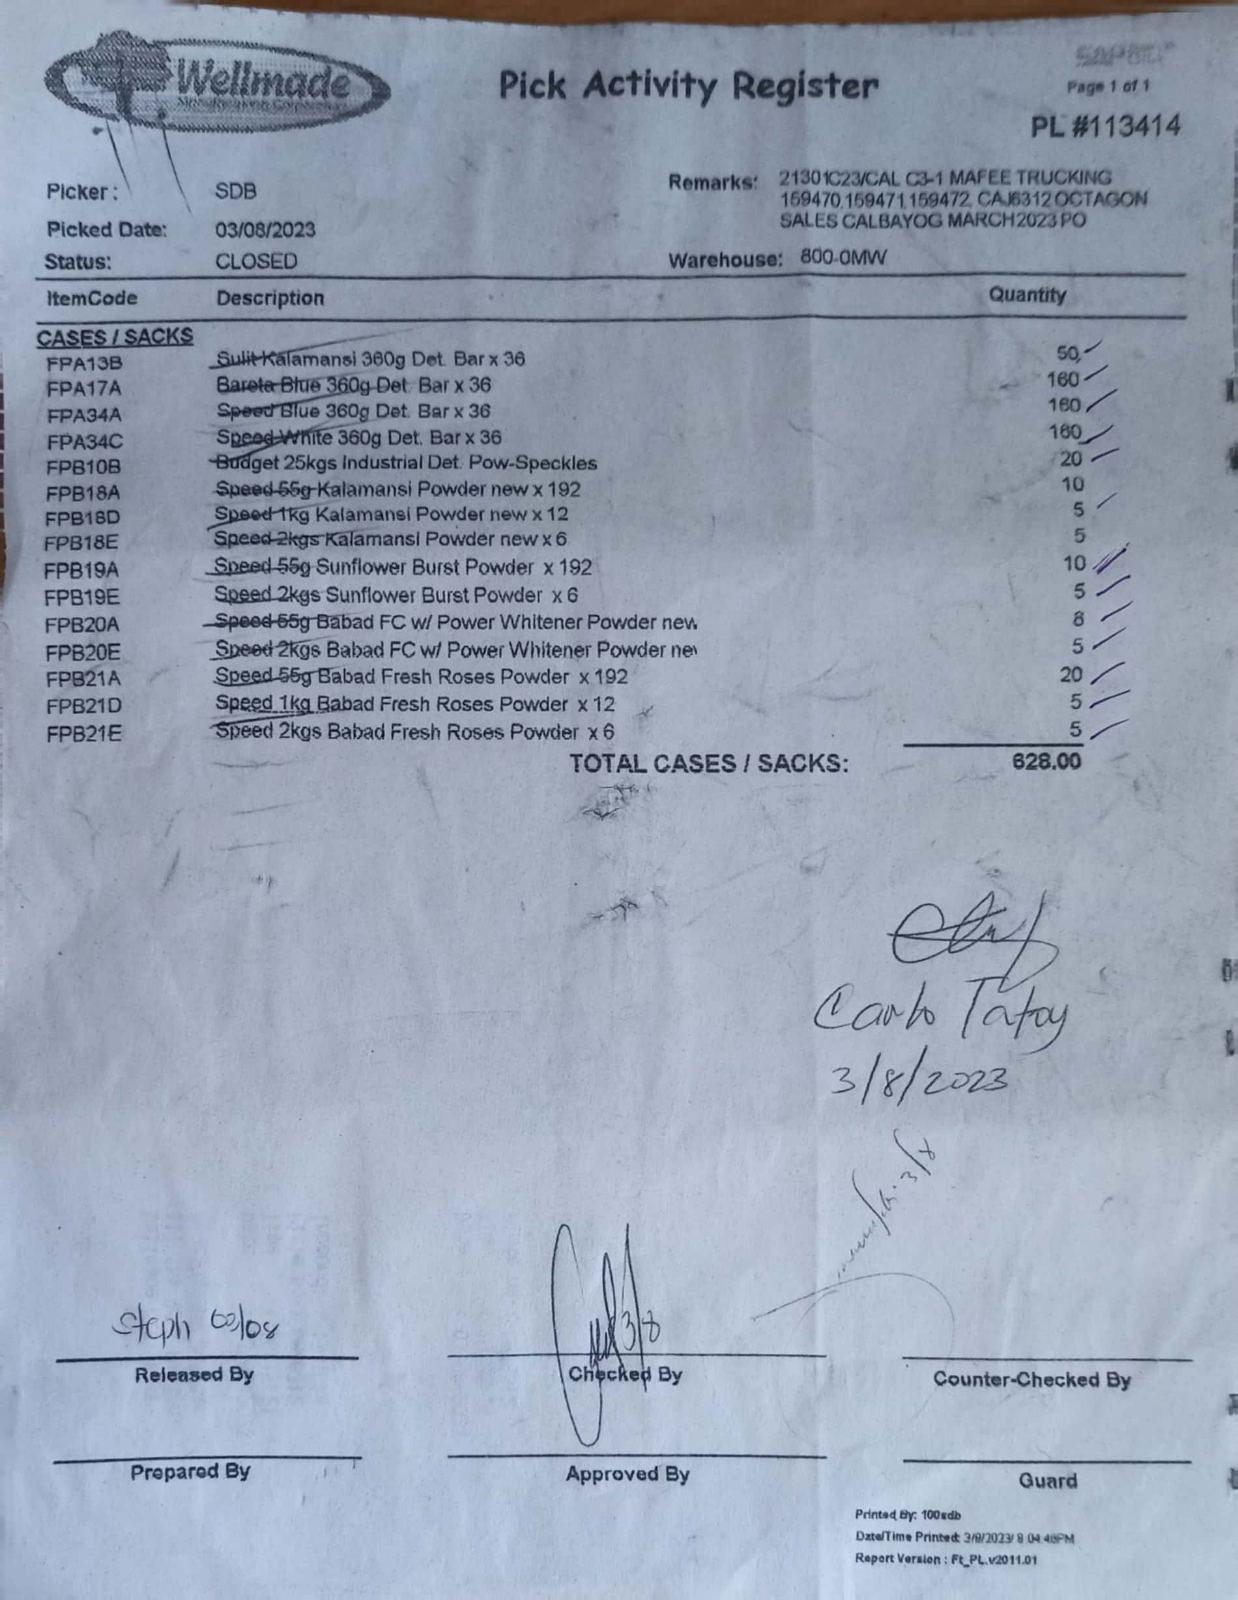 Wellmade
Pick Activity Register
Page 1 of 1
PL #113414
Picker: SDB
Remarks: 21301C23/CAL C3-1 MAFEE TRUCKING
159470,159471,159472, CAJ6312 OCTAGON
SALES CALBAYOG MARCH2023 PO
Picked Date: 03/08/2023
Status: CLOSED
Warehouse: 800-0MW
ItemCode Description Quantity
CASES / SACKS
FPA13B Sulit Kalamansi 360g Det. Bar x 36 50
FPA17A Bareta Blue 360g Det. Bar x 36 160
FPA34A Speed Blue 360g Det. Bar x 36 160
FPA34C Speed White 360g Det. Bar x 36 160
FPB10B Budget 25kgs Industrial Det. Pow-Speckles 20
FPB18A Speed 55g Kalamansi Powder new x 192 10
FPB18D Speed 1Kg Kalamansi Powder new x 12 5
FPB18E Speed 2kgs Kalamansi Powder new x 6 5
FPB19A Speed 55g Sunflower Burst Powder x 192 10
FPB19E Speed 2kgs Sunflower Burst Powder x 6 5
FPB20A Speed 55g Babad FC w/ Power Whitener Powder new 8
FPB20E Speed 2kgs Babad FC w/ Power Whitener Powder nev 5
FPB21A Speed 55g Babad Fresh Roses Powder x 192 20
FPB21D Speed 1kg Babad Fresh Roses Powder x 12 5
FPB21E Speed 2kgs Babad Fresh Roses Powder x 6 5
TOTAL CASES / SACKS: 628.00
Carlo Tatoy
3/8/2023
3/8
Steph 03/08
3/8
Released By
Checked By
Counter-Checked By
Prepared By
Approved By
Guard
Printed By: 100sdb
Date/Time Printed: 3/8/2023/ 8:04:46PM
Report Version : Ft_PL.v2011.01